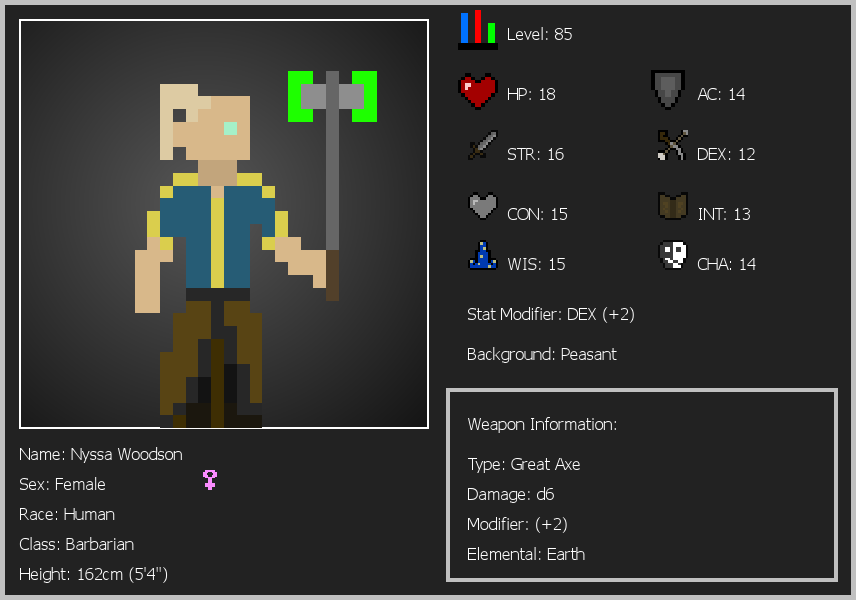 Level: 85
HP: 18
AC: 14
STR: 16
DEX: 12
CON: 15
INT: 13
WIS: 15
CHA: 14
Stat Modifier: DEX (+2)
Background: Peasant
Weapon Information:
Type: Great Axe
Damage: d6
Modifier: (+2)
Elemental: Earth
Name: Nyssa Woodson
Sex: Female
Race: Human
Class: Barbarian
Height: 162cm (5'4")